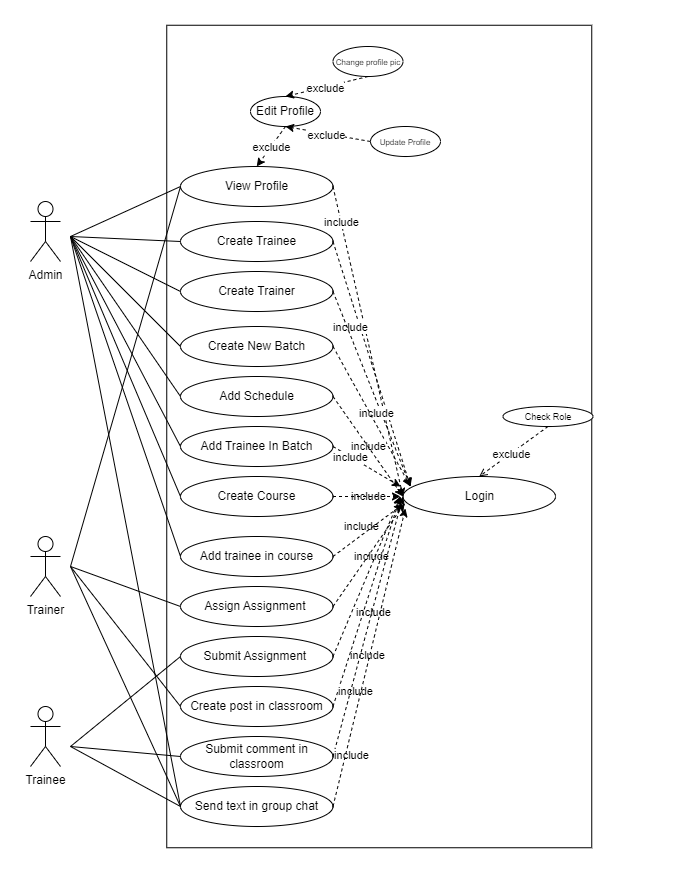 Change profile pic
exclude
Edit Profile
exclude
Update Profile
exclude
View Profile
include
Create Trainee
Admin
Create Trainer
include
Create New Batch
Add Schedule
include
Check Role
Add Trainee In Batch
include
include
exclude
Create Course
include
Login
include
Add trainee in course
include
Trainer
Assign Assignment
include
Submit Assignment
include
include
Create post in classroom
Submit comment in
classroom
include
Trainee
Send text in group chat